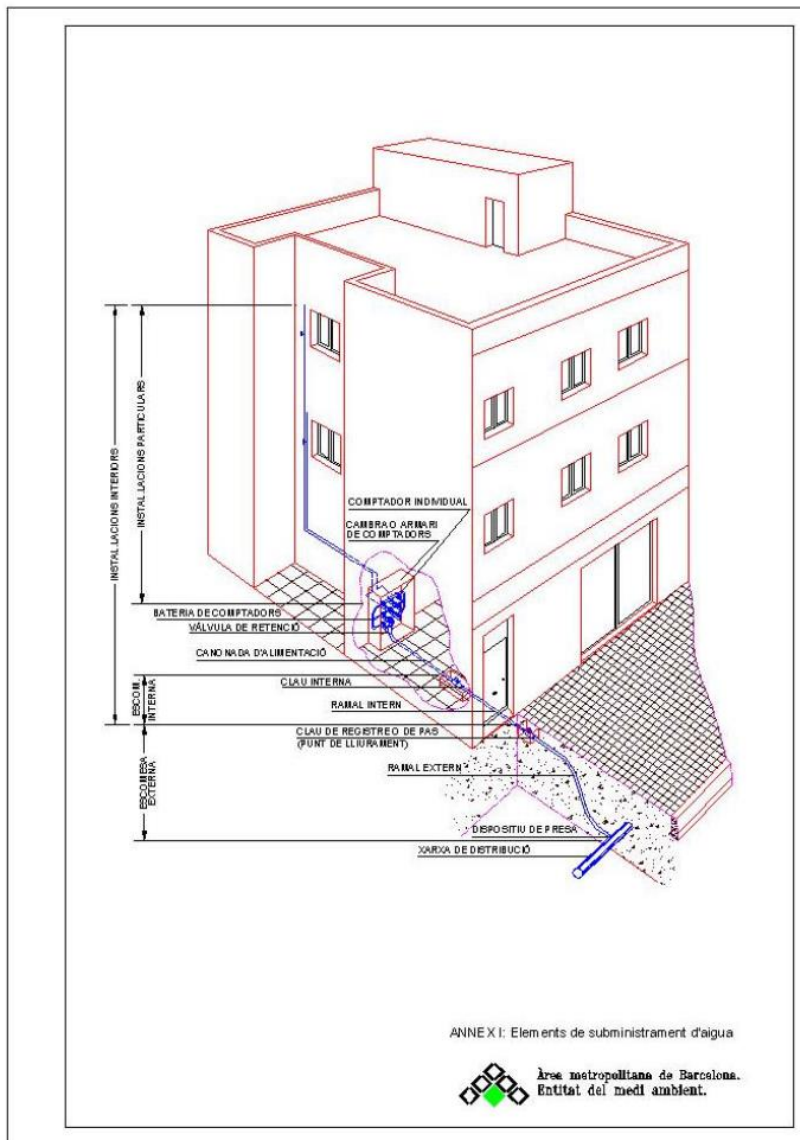 INSTAL.LACIONS INTERIORS
INSTAL.LACIONS PARTICULARS
COMPTADOR INDIVIDUAL
CAMBRA O ARMARI
DE COMPTADORS
BATERIA DE COMPTADORS
VÀLVULA DE RETENCIÓ
CANONADA D'ALIMENTACIÓ
CLAU INTERNA
ESCOM.
INTERNA
RAMAL INTERN
CLAU DE REGISTRE O DE PAS
(PUNT DE LLIURAMENT)
ESCOMESA
EXTERNA
RAMAL EXTERN
DISPOSITIU DE PRESA
XARXA DE DISTRIBUCIÓ
ANNEX I: Elements de subministrament d'aigua
Àrea metropolitana de Barcelona.
Entitat del medi ambient.